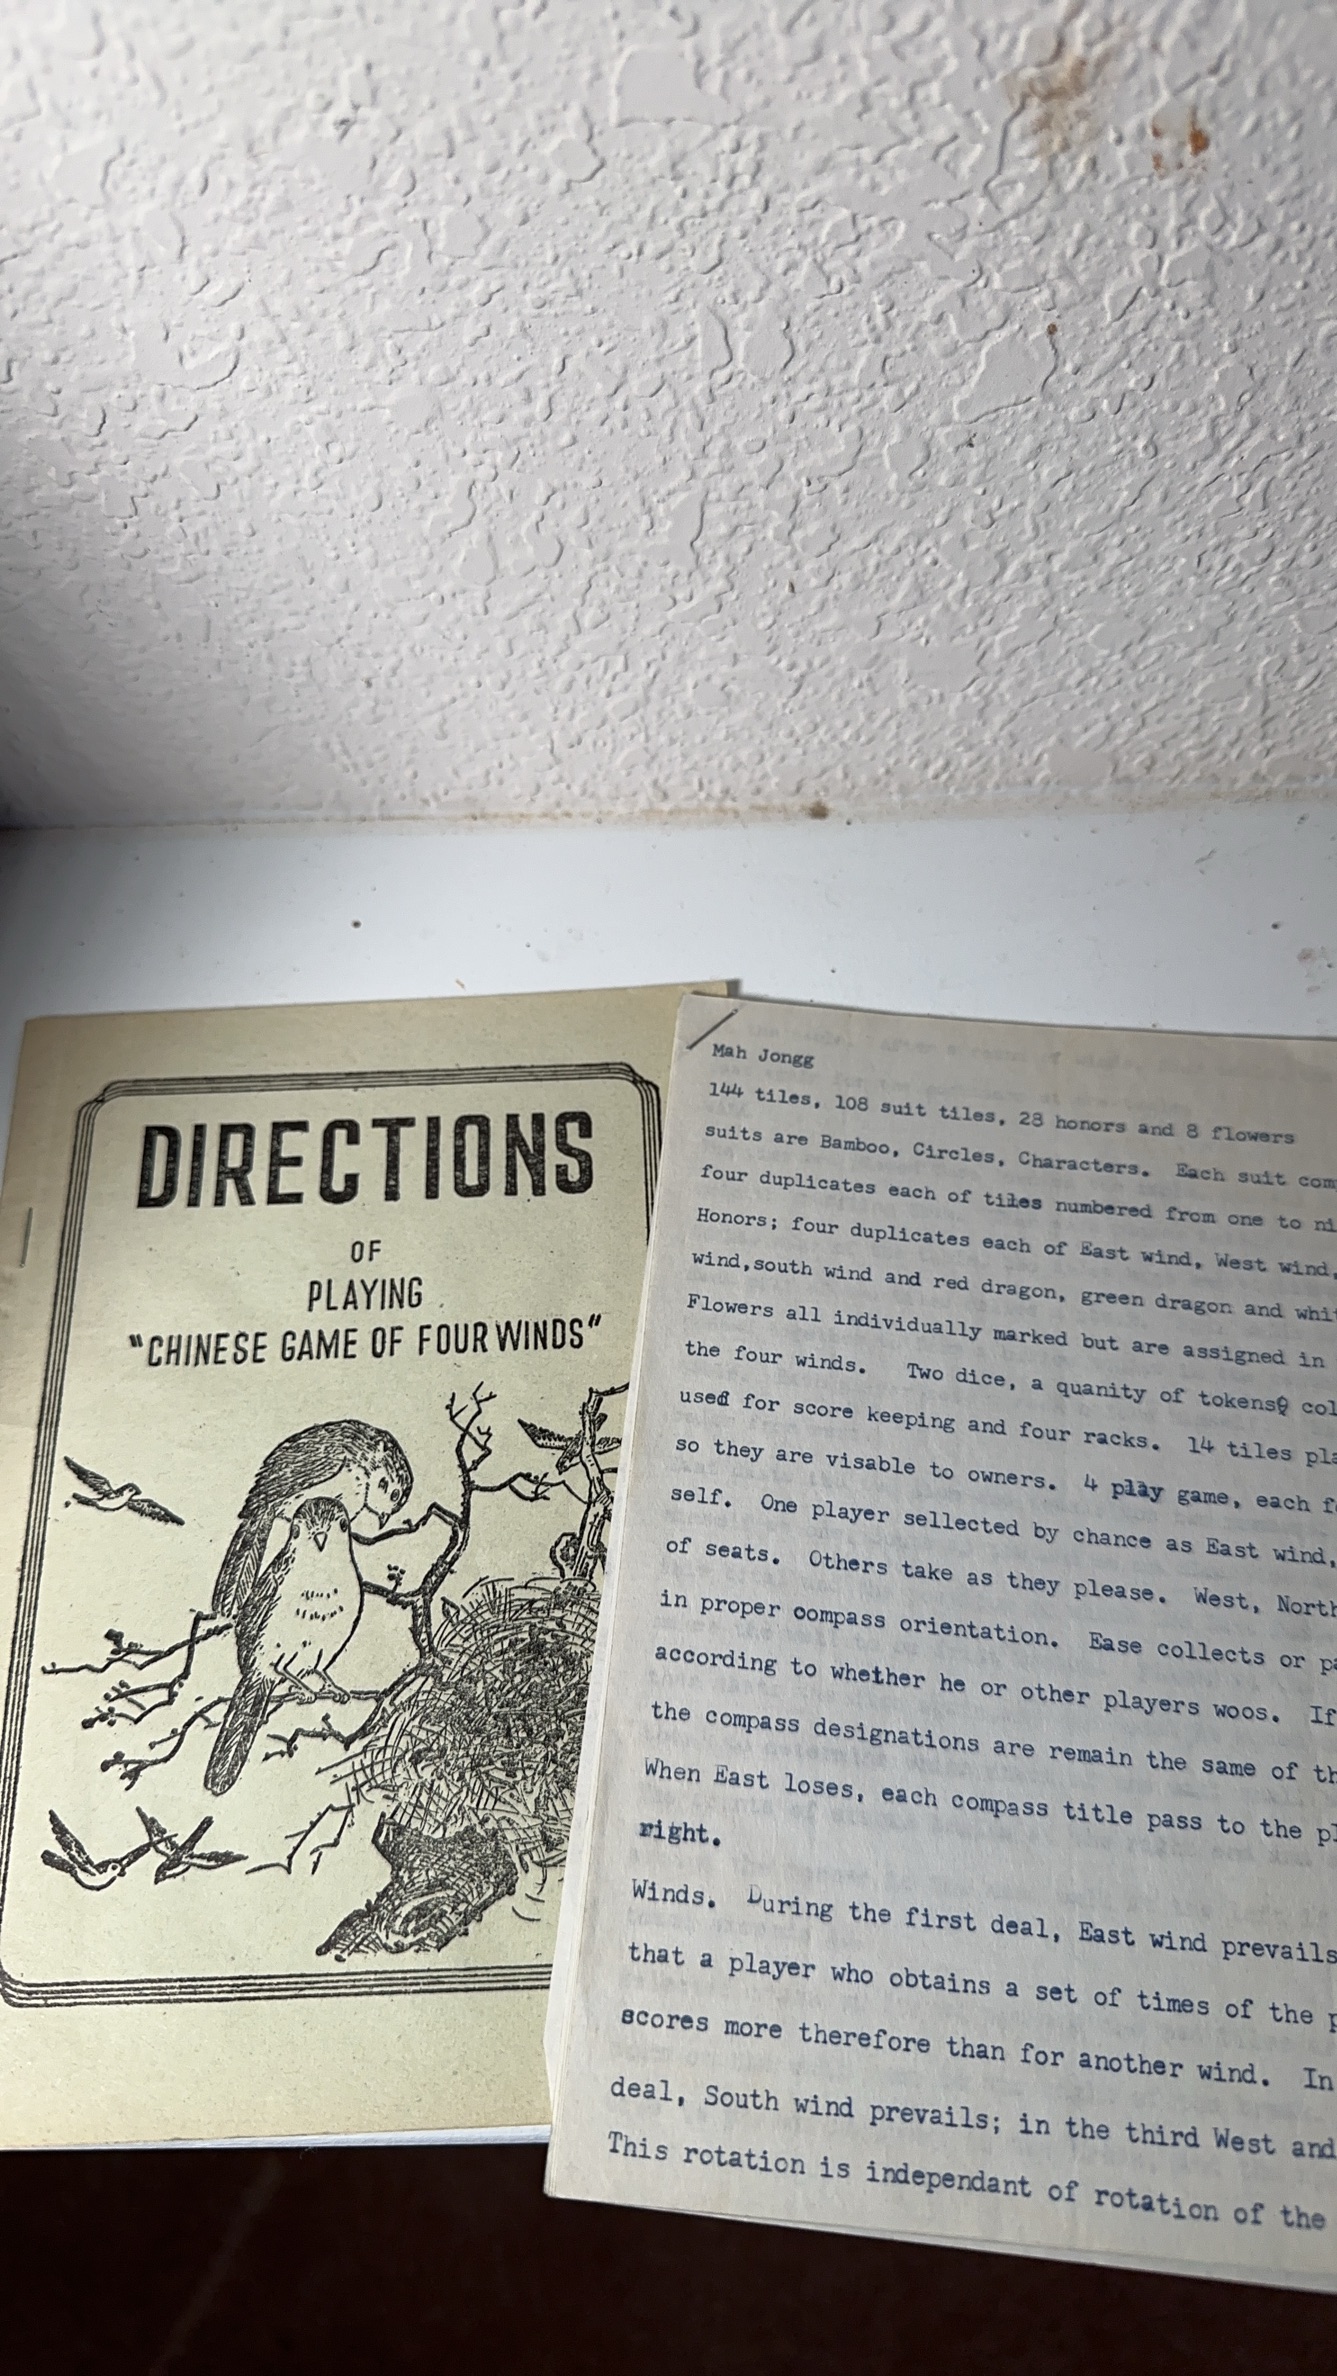 DIRECTIONS
OF
PLAYING
"CHINESE GAME OF FOUR WINDS"
Mah Jongg
144 tiles, 108 suit tiles, 28 honors and 8 flowers
suits are Bamboo, Circles, Characters. Each suit com
four duplicates each of tiles numbered from one to ni
Honors; four duplicates each of East wind, West wind,
wind,south wind and red dragon, green dragon and whit
Flowers all individually marked but are assigned in
the four winds. Two dice, a quanity of tokens col
used for score keeping and four racks. 14 tiles pla
so they are visable to owners. 4 play game, each f
self. One player sellected by chance as East wind,
of seats. Others take as they please. West, North
in proper compass orientation. Ease collects or pa
according to whether he or other players woos. If
the compass designations are remain the same of th
When East loses, each compass title pass to the pl
right.
Winds. During the first deal, East wind prevails
that a player who obtains a set of times of the p
scores more therefore than for another wind. In
deal, South wind prevails; in the third West and
This rotation is independant of rotation of the